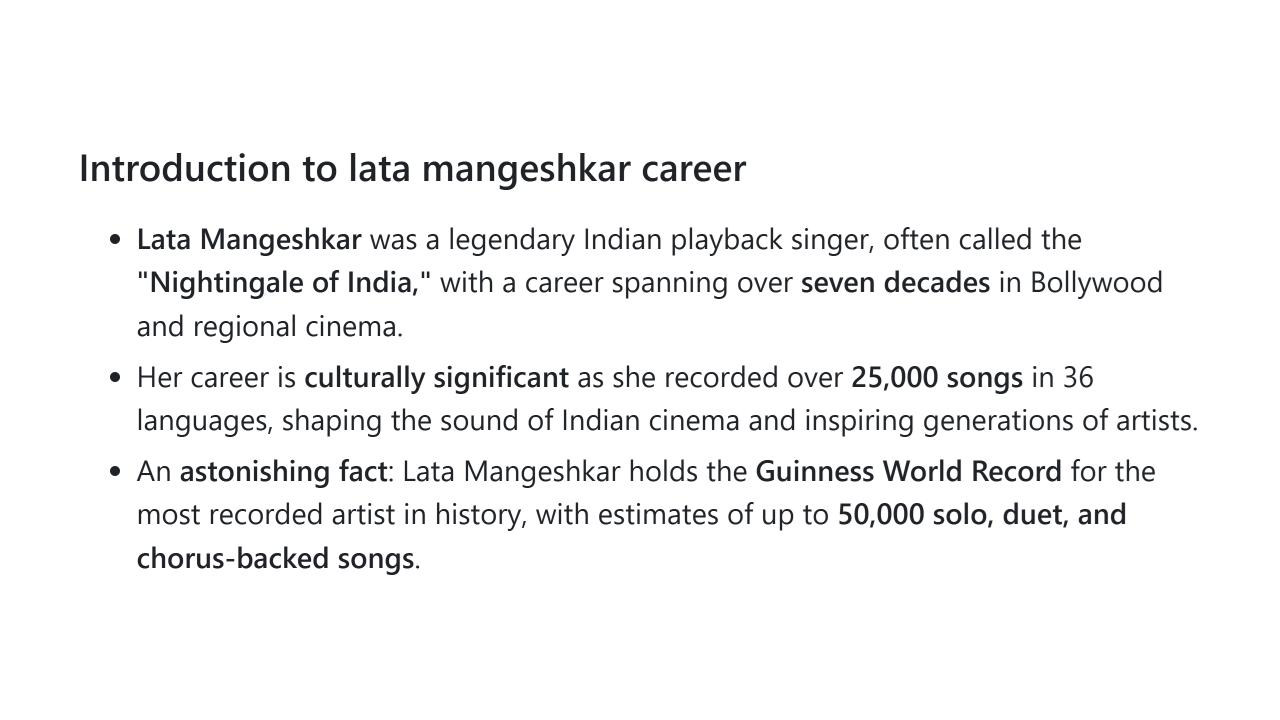 Introduction to lata mangeshkar career
• Lata Mangeshkar was a legendary Indian playback singer, often called the
"Nightingale of India," with a career spanning over seven decades in Bollywood
and regional cinema.
• Her career is culturally significant as she recorded over 25,000 songs in 36
languages, shaping the sound of Indian cinema and inspiring generations of artists.
• An astonishing fact: Lata Mangeshkar holds the Guinness World Record for the
most recorded artist in history, with estimates of up to 50,000 solo, duet, and
chorus-backed songs.